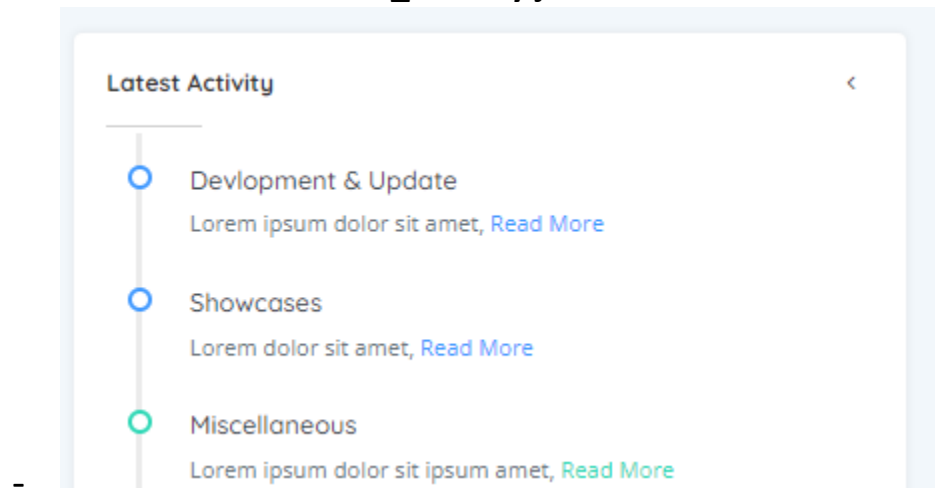 Latest Activity
Devlopment & Update
Lorem ipsum dolor sit amet, Read More
Showcases
Lorem dolor sit amet, Read More
Miscellaneous
Lorem ipsum dolor sit ipsum amet, Read More